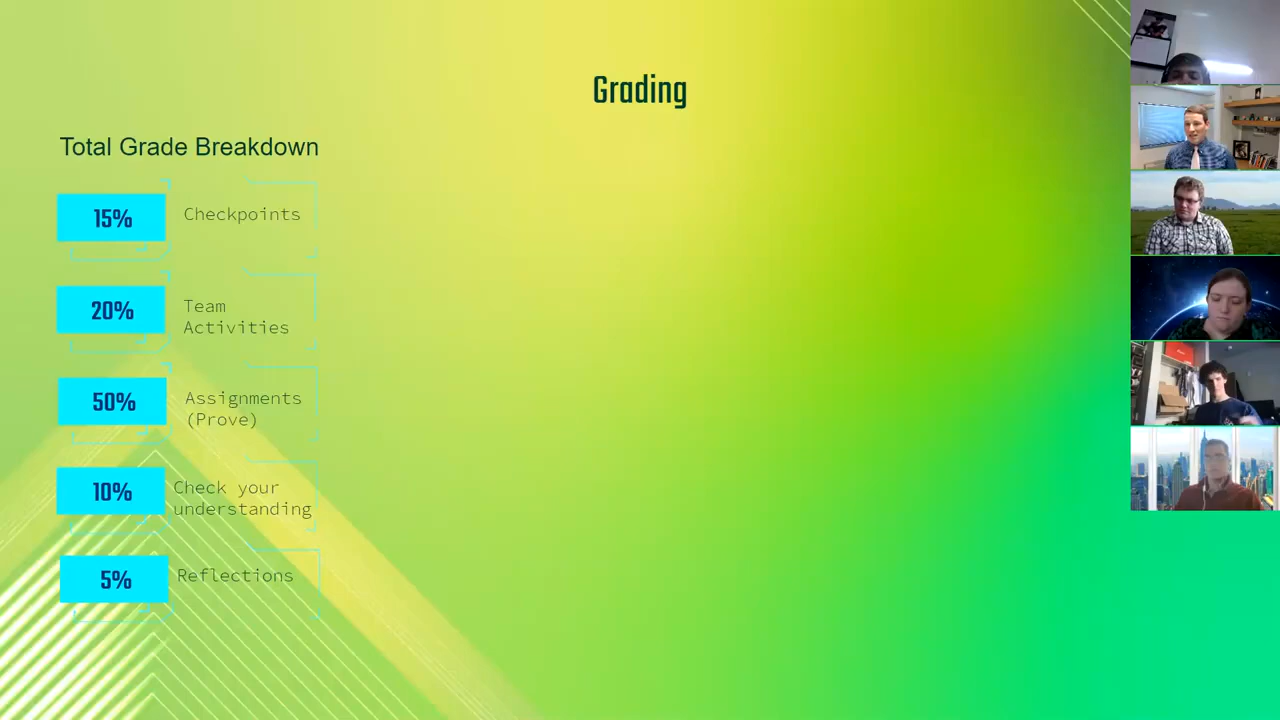 Grading
Total Grade Breakdown
15%
Checkpoints
20%
Team
Activities
50%
Assignments
(Prove)
10%
Check your
understanding
5%
Reflections